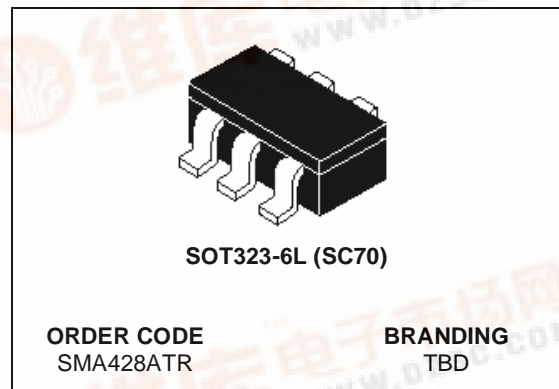 SOT323-6L (SC70)
ORDER CODE BRANDING
SMA428ATR TBD